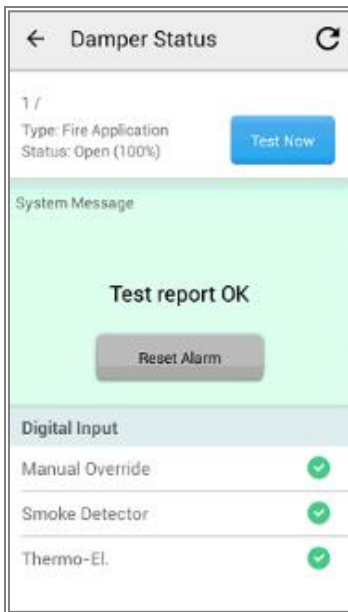 Damper Status
1 /
Type: Fire Application
Status: Open (100%)
Test Now
System Message
Test report OK
Reset Alarm
Digital Input
Manual Override
Smoke Detector
Thermo-El.